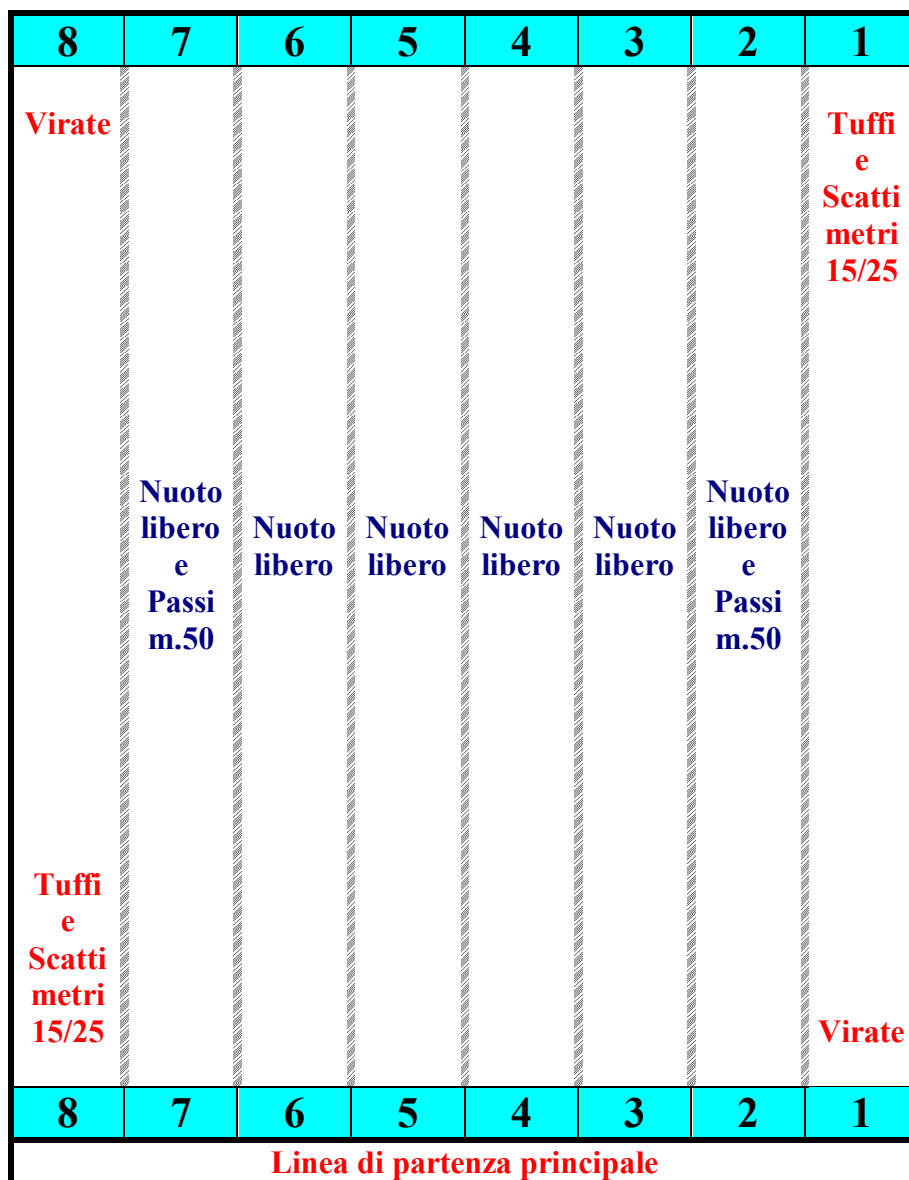 8 7 6 5 4 3 2 1
Virate
Tuffi
e
Scatti
metri
15/25
Nuoto
libero
e
Passi
m.50
Nuoto
libero
Nuoto
libero
Nuoto
libero
Nuoto
libero
Nuoto
libero
e
Passi
m.50
Tuffi
e
Scatti
metri
15/25
Virate
8 7 6 5 4 3 2 1
Linea di partenza principale